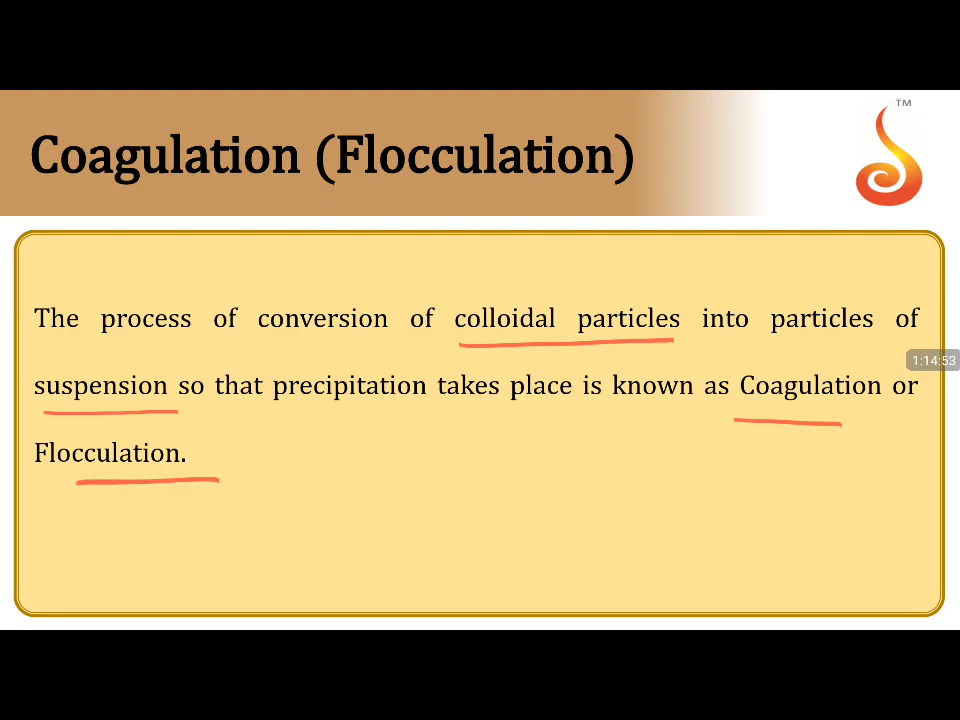 TM
Coagulation (Flocculation)
The process of conversion of colloidal particles into particles of
1:14:53
suspension so that precipitation takes place is known as Coagulation or
Flocculation.